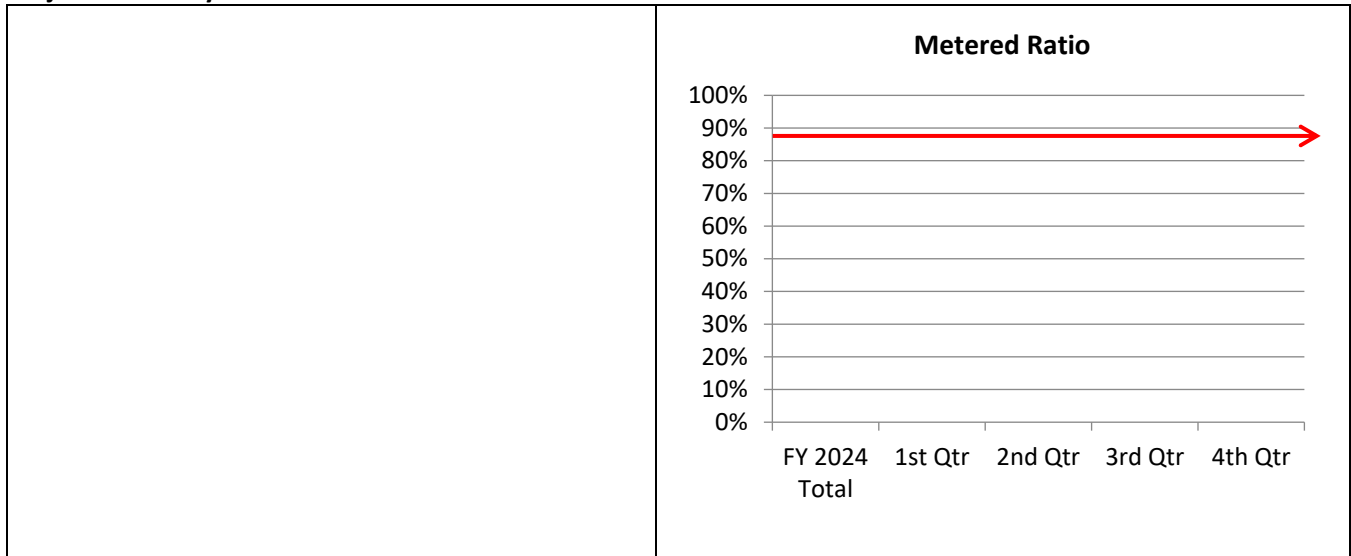 Metered Ratio
100%
90%
80%
70%
60%
50%
40%
30%
20%
10%
0%
FY 2024 Total
1st Qtr
2nd Qtr
3rd Qtr
4th Qtr